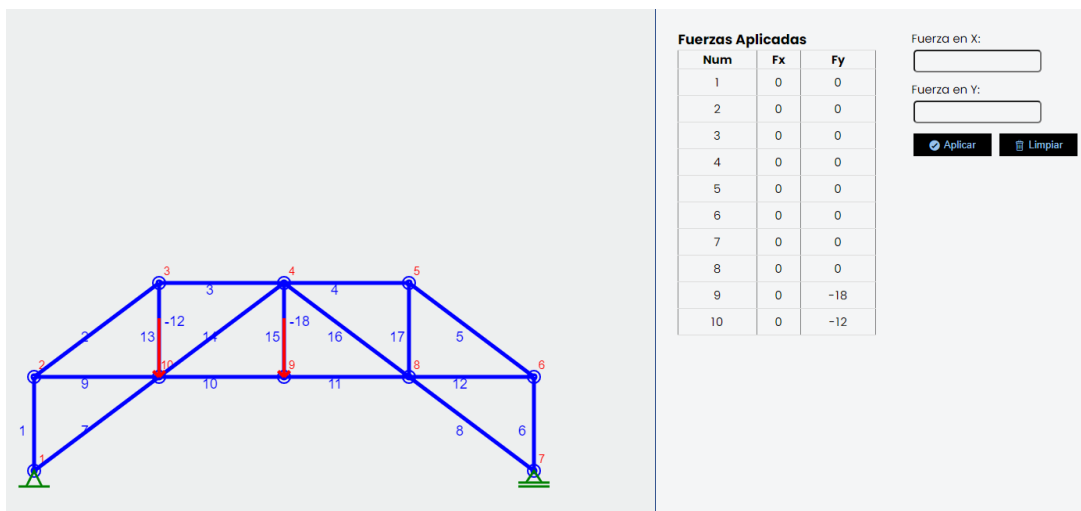 Fuerzas Aplicadas
Num Fx Fy
1 0 0
2 0 0
3 0 0
4 0 0
5 0 0
6 0 0
7 0 0
8 0 0
9 0 -18
10 0 -12
Fuerza en X:
Fuerza en Y:
Aplicar
Limpiar
3 4 5
3 4
-12 -18
2 13 14 15 16 17 5
2 10 9 8 6
9 10 11 12
1 7 8 6
1 7